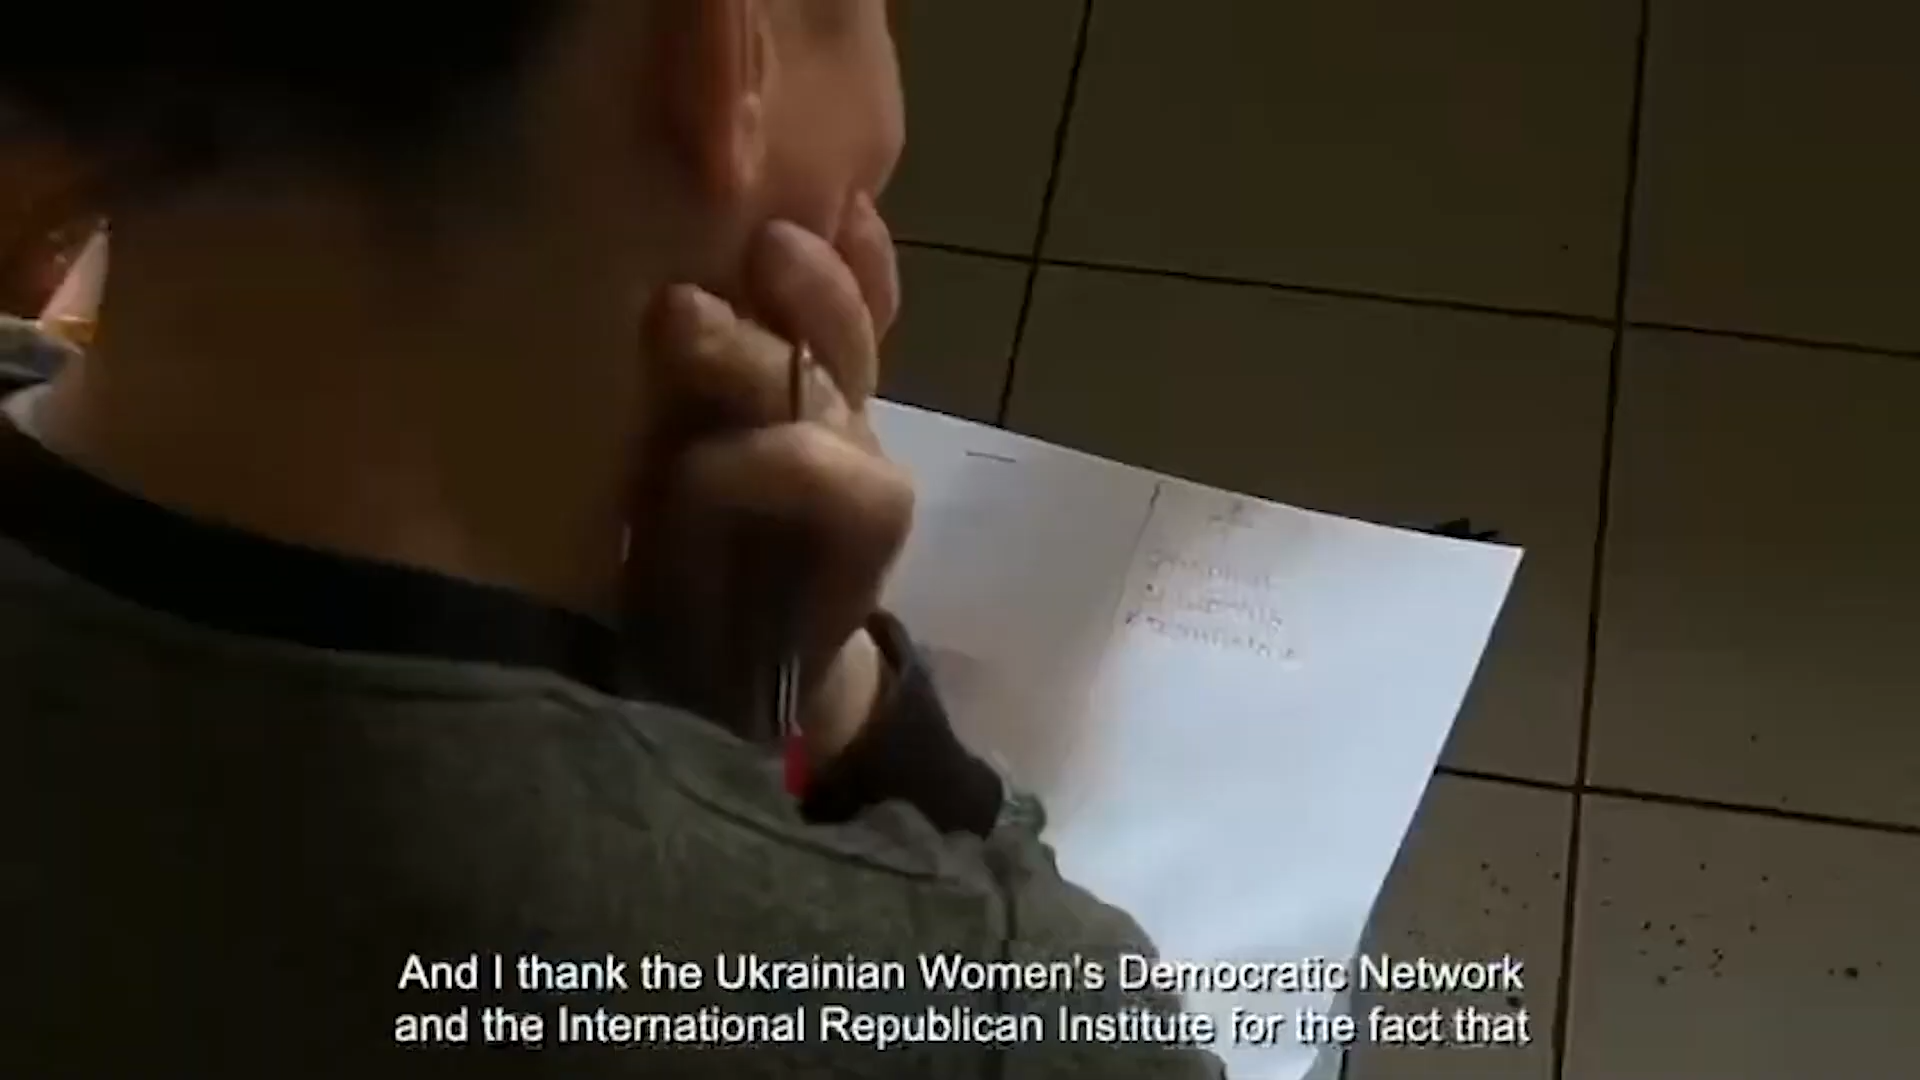 And I thank the Ukrainian Women's Democratic Network
and the International Republican Institute for the fact that